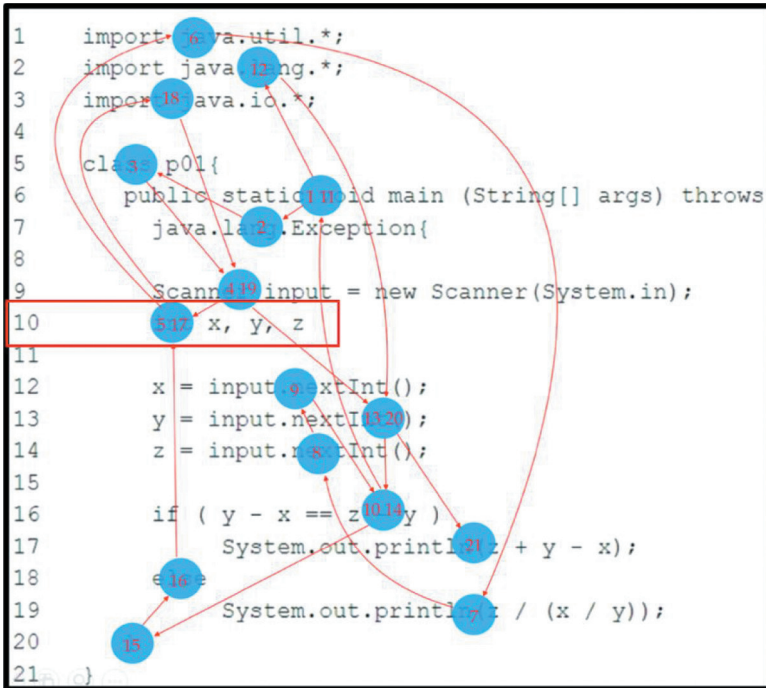 1 import java.util.*;
2 import java.lang.*;
3 import java.io.*;
4
5 class p01{
6 public static void main (String[] args) throws
7 java.lang.Exception{
8
9 Scanner input = new Scanner(System.in);
10 int x, y, z
11
12 x = input.nextInt();
13 y = input.nextInt();
14 z = input.nextInt();
15
16 if ( y - x == z y )
17 System.out.println(z + y - x);
18 else
19 System.out.println(z / (x / y));
20
21 }
6
12
18
3
1 11
2
4 19
5 17
9
13 20
8
10 14
21
16
7
15